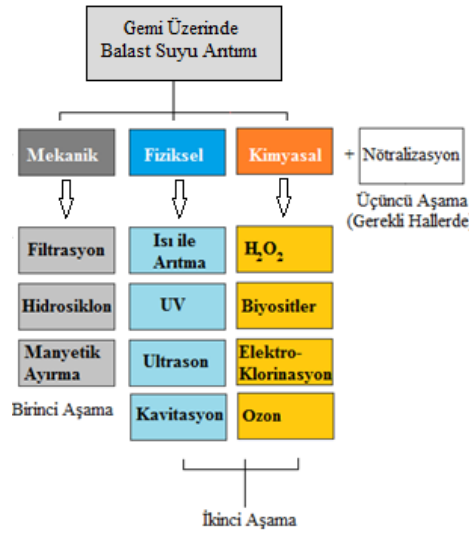 Gemi Üzerinde
Balast Suyu Arıtımı
Mekanik
Fiziksel
Kimyasal
+ Nötralizasyon
Üçüncü Aşama
(Gerekli Hallerde
Filtrasyon
Hidrosiklon
Manyetik
Ayırma
Birinci Aşama
Isı ile
Arıtma
UV
Ultrason
Kavitasyon
H₂O₂
Biyositler
Elektro-
Klorinasyon
Ozon
İkinci Aşama